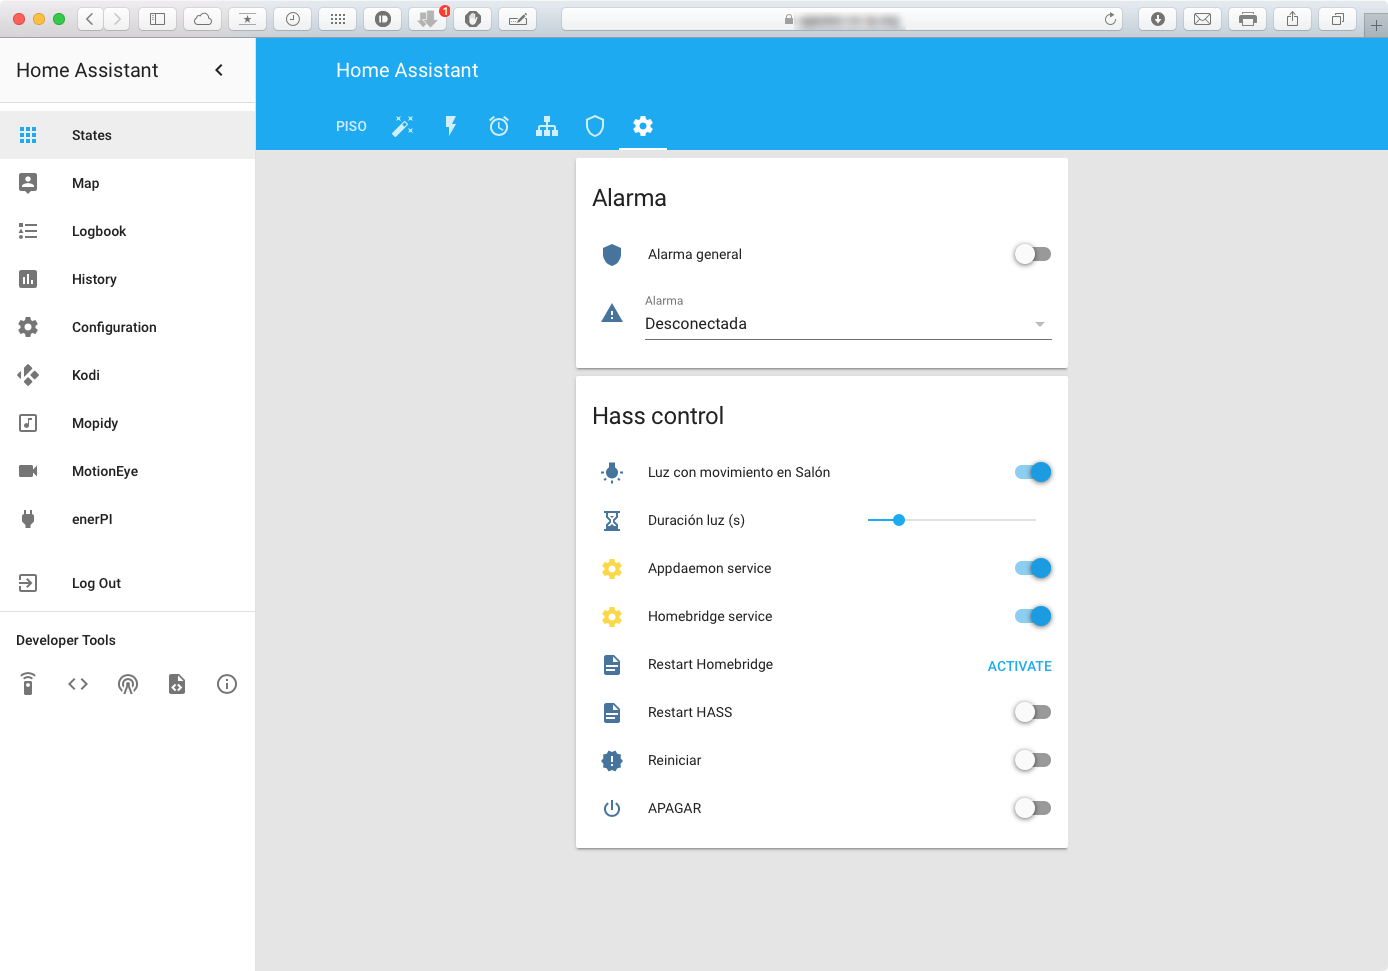 1
Home Assistant
States
Map
Logbook
History
Configuration
Kodi
Mopidy
MotionEye
enerPI
Log Out
Developer Tools
Home Assistant
PISO
Alarma
Alarma general
Alarma
Desconectada
Hass control
Luz con movimiento en Salón
Duración luz (s)
Appdaemon service
Homebridge service
Restart Homebridge ACTIVATE
Restart HASS
Reiniciar
APAGAR